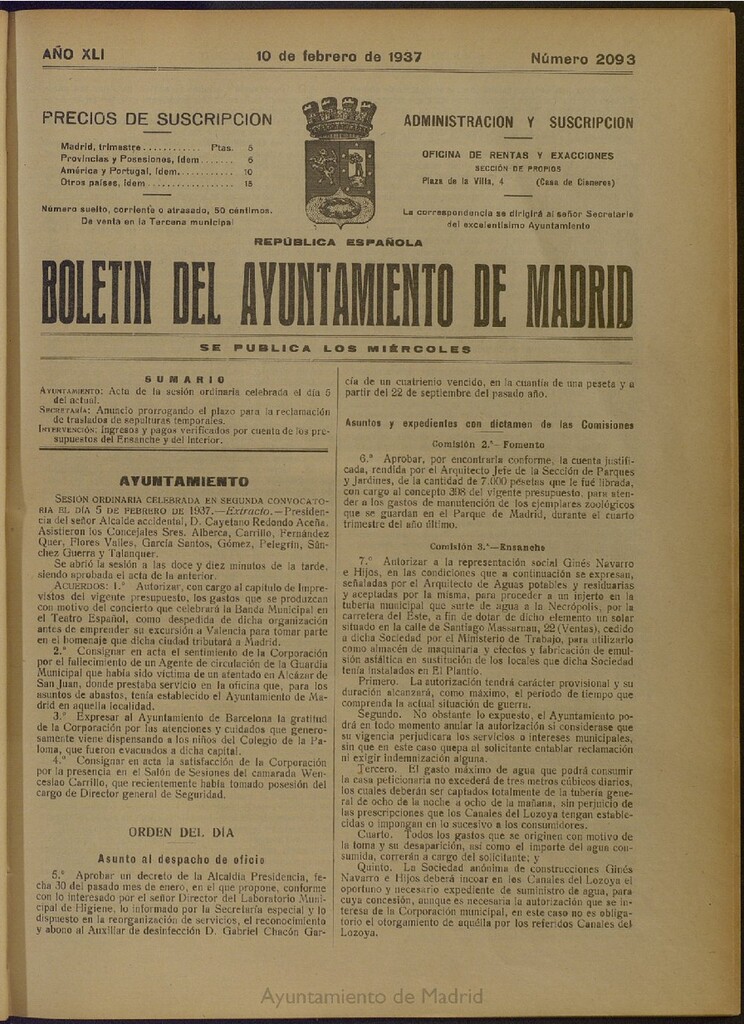 AÑO XLI
10 de febrero de 1937
Número 2093
PRECIOS DE SUSCRIPCION
Madrid, trimestre........... Ptas. 5
Provincias y Posesiones, ídem....... 6
América y Portugal, ídem............ 10
Otros países, ídem................. 15
Número suelto, corriente o atrasado, 50 céntimos.
De venta en la Tercena municipal
ADMINISTRACION Y SUSCRIPCION
OFICINA DE RENTAS Y EXACCIONES
SECCIÓN DE PROPIOS
Plaza de la Villa, 4 (Casa de Cisneros)
La correspondencia se dirigirá al señor Secretario
del excelentísimo Ayuntamiento
REPÚBLICA ESPAÑOLA
BOLETIN DEL AYUNTAMIENTO DE MADRID
SE PUBLICA LOS MIÉRCOLES
SUMARIO
AYUNTAMIENTO: Acta de la sesión ordinaria celebrada el día 5
del actual.
SECRETARÍA: Anuncio prorrogando el plazo para la reclamación
de traslados de sepulturas temporales.
INTERVENCIÓN: Ingresos y pagos verificados por cuenta de los pre-
supuestos del Ensanche y del Interior.
AYUNTAMIENTO
SESIÓN ORDINARIA CELEBRADA EN SEGUNDA CONVOCATO-
RIA EL DÍA 5 DE FEBRERO DE 1937.—Extracto.—Presiden-
cia del señor Alcalde accidental, D. Cayetano Redondo Aceña.
Asistieron los Concejales Sres. Alberca, Carrillo, Fernández
Quer, Flores Valles, García Santos, Gómez, Pelegrín, Sán-
chez Guerra y Talanquer.
Se abrió la sesión a las doce y diez minutos de la tarde,
siendo aprobada el acta de la anterior.
ACUERDOS: 1.º Autorizar, con cargo al capítulo de Impre-
vistos del vigente presupuesto, los gastos que se produzcan
con motivo del concierto que celebrará la Banda Municipal en
el Teatro Español, como despedida de dicha organización
antes de emprender su excursión a Valencia para tomar parte
en el homenaje que dicha ciudad tributará a Madrid.
2.º Consignar en acta el sentimiento de la Corporación
por el fallecimiento de un Agente de circulación de la Guardia
Municipal que había sido víctima de un atentado en Alcázar de
San Juan, donde prestaba servicio en la oficina que, para los
asuntos de abastos, tenía establecido el Ayuntamiento de Ma-
drid en aquella localidad.
3.º Expresar al Ayuntamiento de Barcelona la gratitud
de la Corporación por las atenciones y cuidados que genero-
samente viene dispensando a los niños del Colegio de la Pa-
loma, que fueron evacuados a dicha capital.
4.º Consignar en acta la satisfacción de la Corporación
por la presencia en el Salón de Sesiones del camarada Wen-
ceslao Carrillo, que recientemente había tomado posesión del
cargo de Director general de Seguridad.
ORDEN DEL DÍA
Asunto al despacho de oficio
5.º Aprobar un decreto de la Alcaldía Presidencia, fe-
cha 30 del pasado mes de enero, en el que propone, conforme
con lo interesado por el señor Director del Laboratorio Muni-
cipal de Higiene, lo informado por la Secretaría especial y lo
dispuesto en la reorganización de servicios, el reconocimiento
y abono al Auxiliar de desinfección D. Gabriel Chacón Gar-
cía de un cuatrienio vencido, en la cuantía de una peseta y a
partir del 22 de septiembre del pasado año.
Asuntos y expedientes con dictamen de las Comisiones
Comisión 2.ª—Fomento
6.º Aprobar, por encontrarla conforme, la cuenta justifi-
cada, rendida por el Arquitecto Jefe de la Sección de Parques
y Jardines, de la cantidad de 7.000 pesetas que le fué librada,
con cargo al concepto 398 del vigente presupuesto, para aten-
der a los gastos de manutención de los ejemplares zoológicos
que se guardan en el Parque de Madrid, durante el cuarto
trimestre del año último.
Comisión 3.ª—Ensanche
7.º Autorizar a la representación social Ginés Navarro
e Hijos, en las condiciones que a continuación se expresan,
señaladas por el Arquitecto de Aguas potables y residuarias
y aceptadas por la misma, para proceder a un injerto en la
tubería municipal que surte de agua a la Necrópolis, por la
carretera del Este, a fin de dotar de dicho elemento un solar
situado en la calle de Santiago Massarnau, 22 (Ventas), cedido
a dicha Sociedad por el Ministerio de Trabajo, para utilizarlo
como almacén de maquinaria y efectos y fabricación de emul-
sión asfáltica en sustitución de los locales que dicha Sociedad
tenía instalados en El Plantío.
Primero. La autorización tendrá carácter provisional y su
duración alcanzará, como máximo, el período de tiempo que
comprenda la actual situación de guerra.
Segundo. No obstante lo expuesto, el Ayuntamiento po-
drá en todo momento anular la autorización si considerase que
su vigencia perjudicara los servicios o intereses municipales,
sin que en este caso quepa al solicitante entablar reclamación
ni exigir indemnización alguna.
Tercero. El gasto máximo de agua que podrá consumir
la casa peticionaria no excederá de tres metros cúbicos diarios,
los cuales deberán ser captados totalmente de la tubería gene-
ral de ocho de la noche a ocho de la mañana, sin perjuicio de
las prescripciones que los Canales del Lozoya tengan estable-
cidas o impongan en lo sucesivo a los consumidores.
Cuarto. Todos los gastos que se originen con motivo de
la toma y su desaparición, así como el importe del agua con-
sumida, correrán a cargo del solicitante; y
Quinto. La Sociedad anónima de construcciones Ginés
Navarro e Hijos deberá incoar en los Canales del Lozoya el
oportuno y necesario expediente de suministro de agua, para
cuya concesión, aunque es necesaria la autorización que se in-
teresa de la Corporación municipal, en este caso no es obliga-
torio el otorgamiento de aquélla por los referidos Canales del
Lozoya.
Ayuntamiento de Madrid